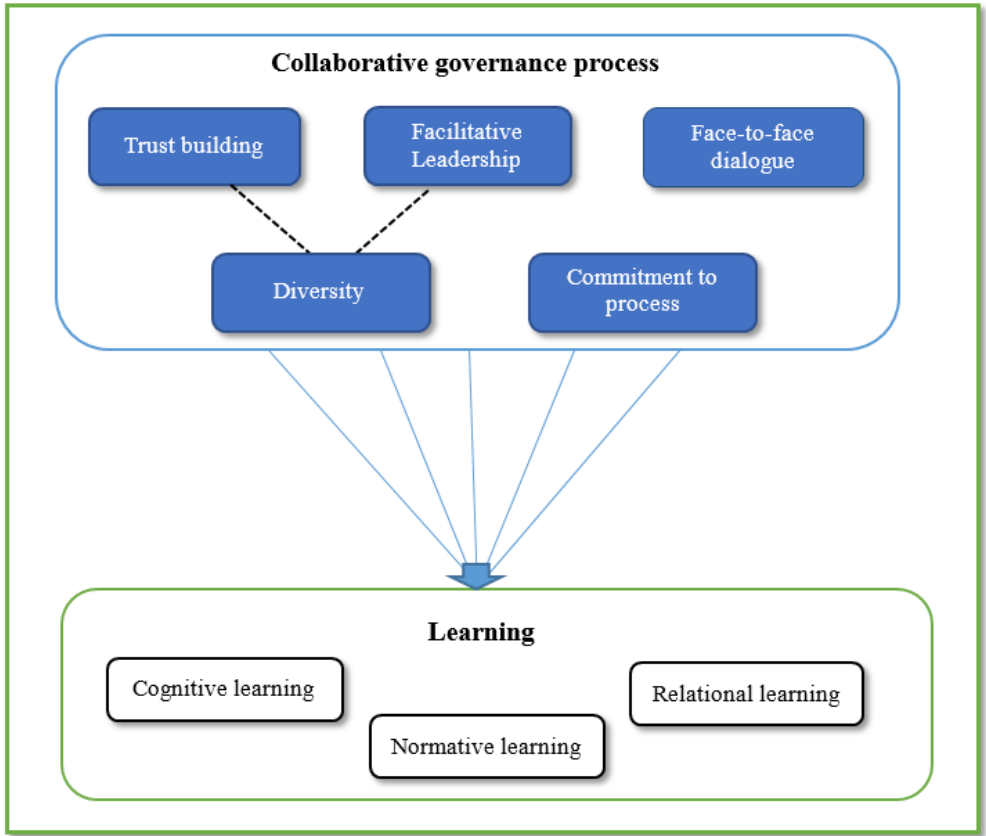 Collaborative governance process
Trust building
Facilitative
Leadership
Face-to-face
dialogue
Diversity
Commitment to
process
Learning
Cognitive learning
Relational learning
Normative learning